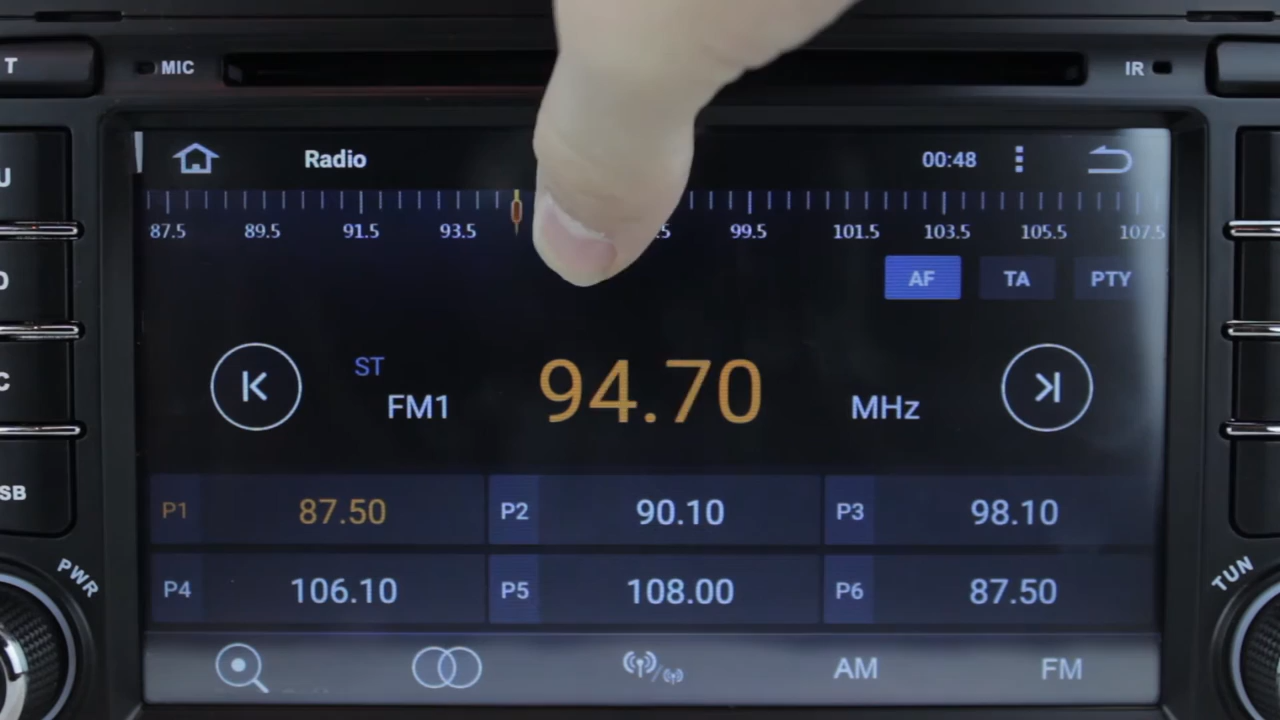 T MIC IR
Radio 00:48
87.5 89.5 91.5 93.5 99.5 101.5 103.5 105.5 107.5
AF TA PTY
ST
FM1 94.70 MHz
P1 87.50 P2 90.10 P3 98.10
SB
PWR TUN
P4 106.10 P5 108.00 P6 87.50
AM FM